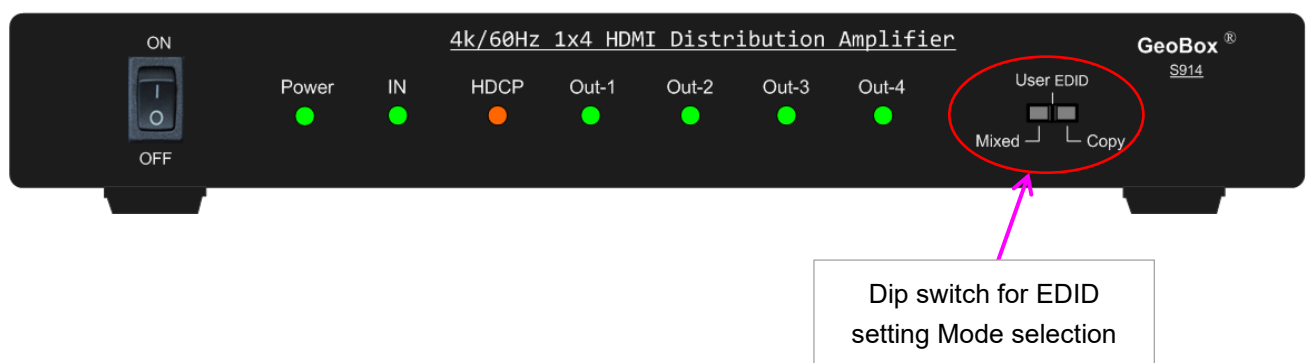 ON
4k/60Hz 1x4 HDMI Distribution Amplifier
GeoBox ®
S914
User EDID
Power IN HDCP Out-1 Out-2 Out-3 Out-4
I
O
Mixed Copy
OFF
Dip switch for EDID
setting Mode selection